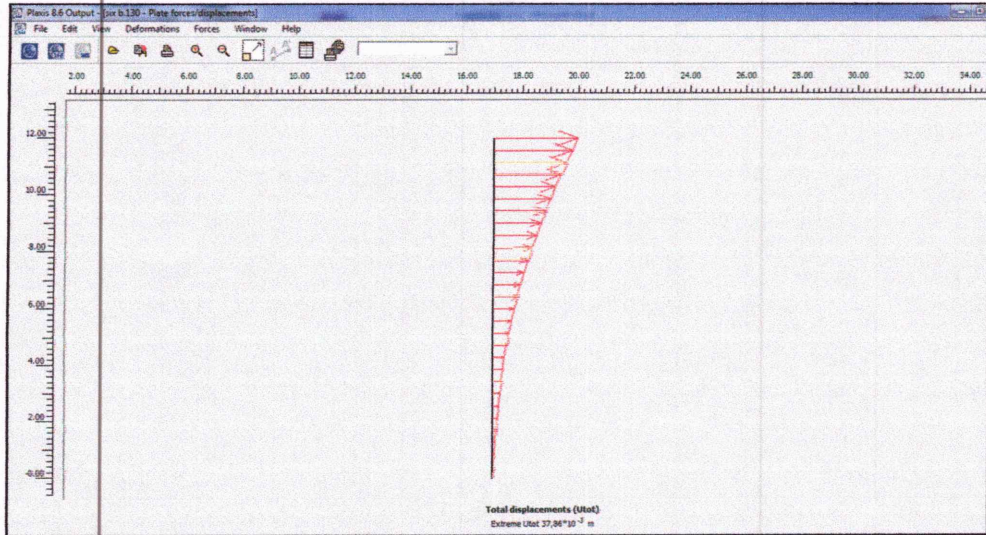 Plaxis 8.6 Output - [six b.130 - Plate forces/displacements]
File Edit View Deformations Forces Window Help
2.00 4.00 6.00 8.00 10.00 12.00 14.00 16.00 18.00 20.00 22.00 24.00 26.00 28.00 30.00 32.00 34.00
12.00
10.00
8.00
6.00
4.00
2.00
-0.00
Total displacements (Utot)
Extreme Utot 37,86*10⁻³ m